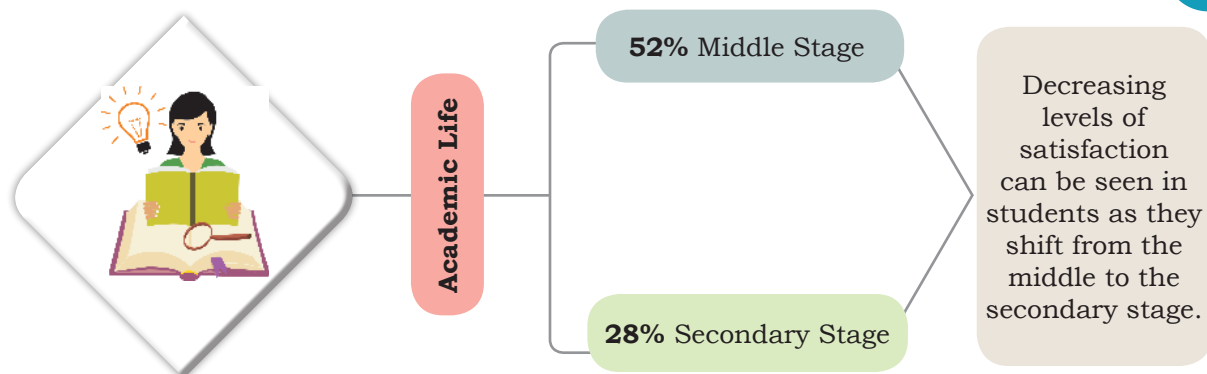 Academic Life
52% Middle Stage
28% Secondary Stage
Decreasing
levels of
satisfaction
can be seen in
students as they
shift from the
middle to the
secondary stage.